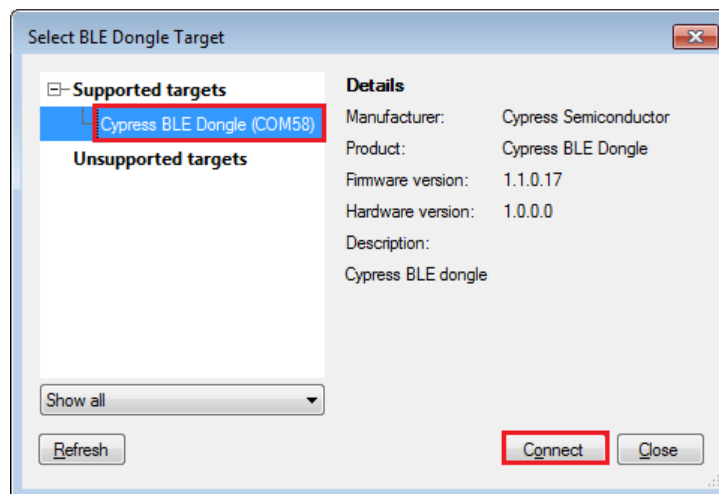 Select BLE Dongle Target
Supported targets
Cypress BLE Dongle (COM58)
Unsupported targets
Show all
Refresh
Details
Manufacturer: Cypress Semiconductor
Product: Cypress BLE Dongle
Firmware version: 1.1.0.17
Hardware version: 1.0.0.0
Description:
Cypress BLE dongle
Connect
Close